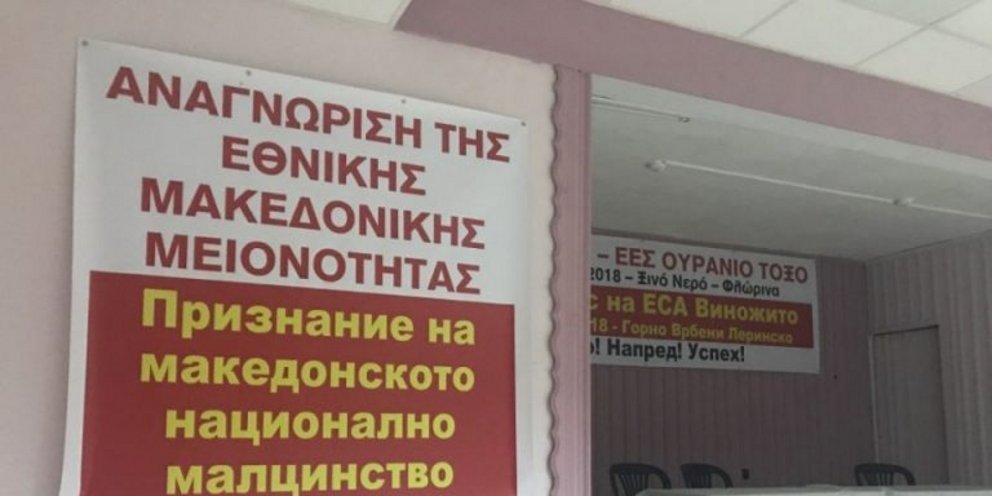 ΑΝΑΓΝΩΡΙΣΗ ΤΗΣ
ΕΘΝΙΚΗΣ
ΜΑΚΕΔΟΝΙΚΗΣ
ΜΕΙΟΝΟΤΗΤΑΣ
Признание на
македонското
национално
малцинство
– ΕΕΣ ΟΥΡΑΝΙΟ ΤΟΞΟ
2018 – Ξινό Νερό – Φλώρινα
на ЕСА Виножито
18 - Горно Врбени Леринско
! Напред! Успех!